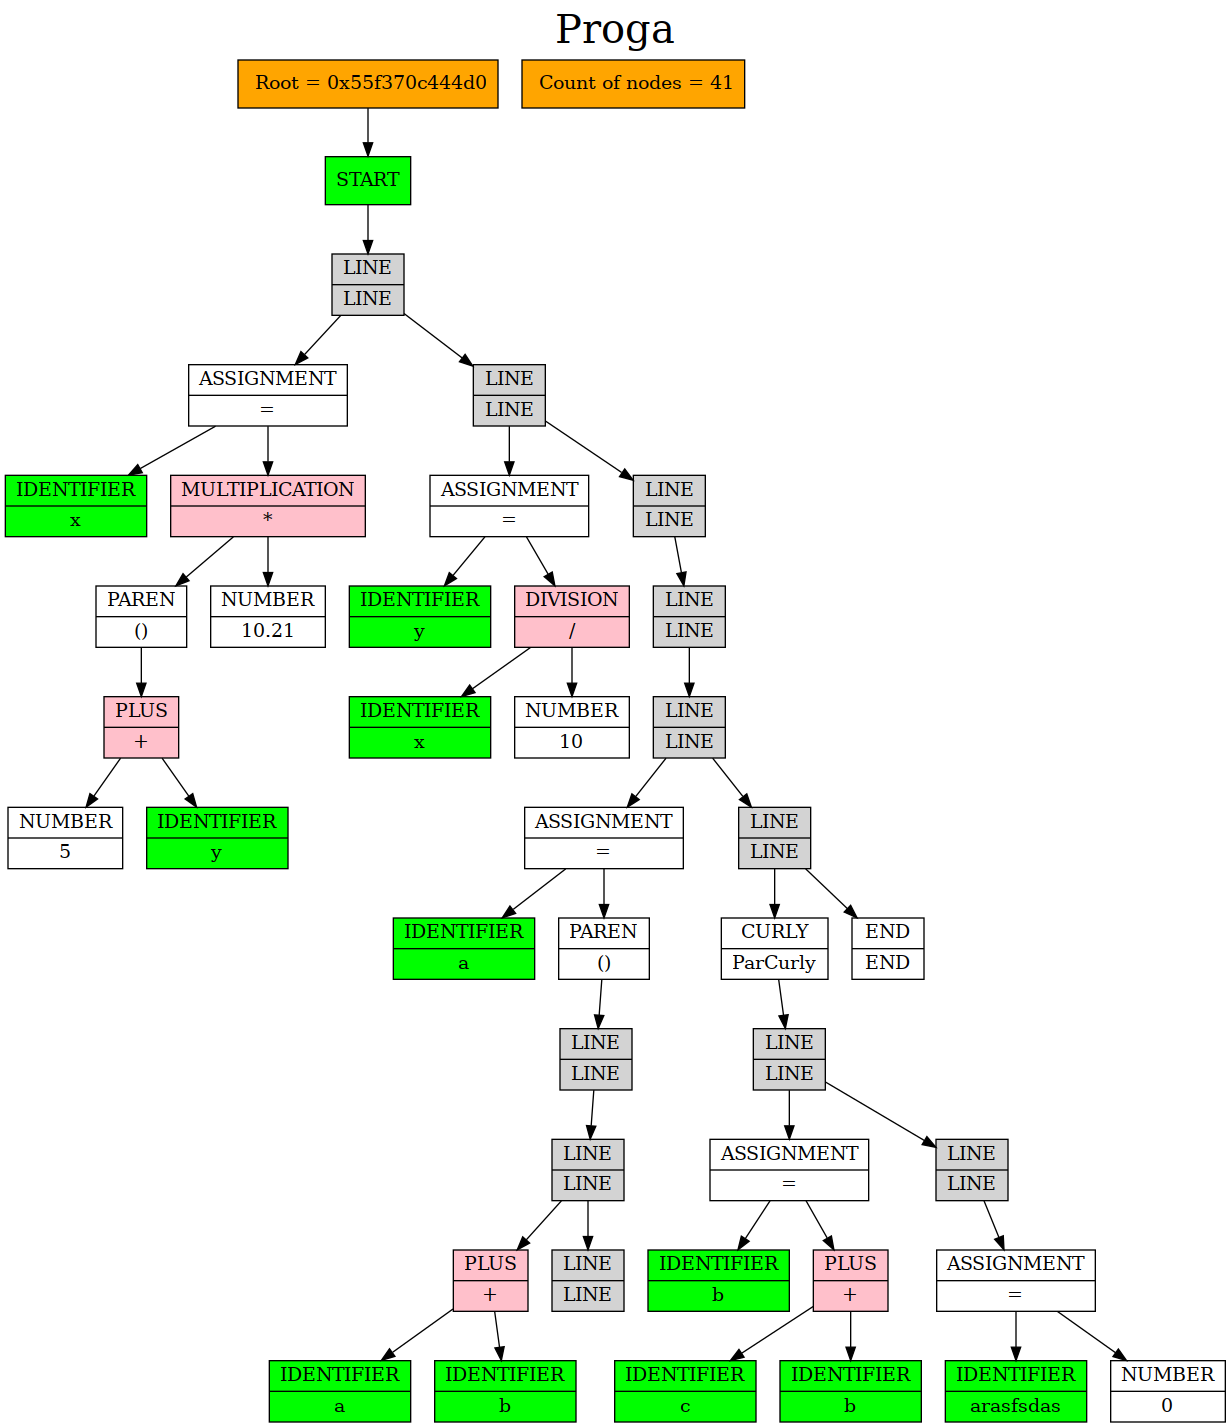 Proga
Root = 0x55f370c444d0
Count of nodes = 41
START
LINE
LINE
ASSIGNMENT
=
LINE
LINE
IDENTIFIER
x
MULTIPLICATION
*
ASSIGNMENT
=
LINE
LINE
PAREN
()
NUMBER
10.21
IDENTIFIER
y
DIVISION
/
LINE
LINE
PLUS
+
IDENTIFIER
x
NUMBER
10
LINE
LINE
NUMBER
5
IDENTIFIER
y
ASSIGNMENT
=
LINE
LINE
IDENTIFIER
a
PAREN
()
CURLY
ParCurly
END
END
LINE
LINE
LINE
LINE
LINE
LINE
ASSIGNMENT
=
LINE
LINE
PLUS
+
LINE
LINE
IDENTIFIER
b
PLUS
+
ASSIGNMENT
=
IDENTIFIER
a
IDENTIFIER
b
IDENTIFIER
c
IDENTIFIER
b
IDENTIFIER
arasfsdas
NUMBER
0